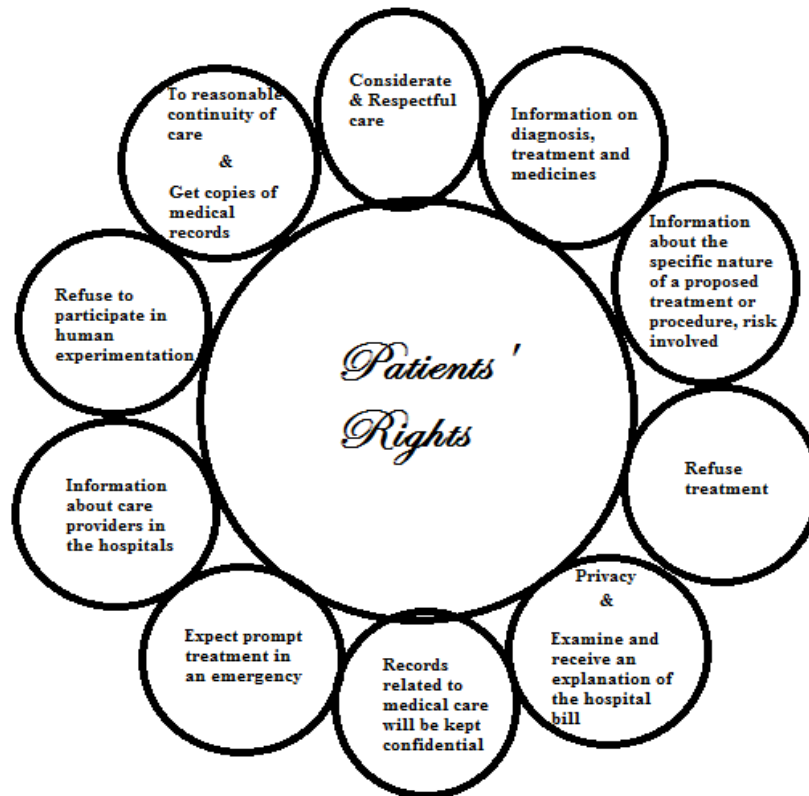 Patients'
Rights
Considerate
& Respectful
care
Information on
diagnosis,
treatment and
medicines
Information
about the
specific nature
of a proposed
treatment or
procedure, risk
involved
Refuse
treatment
Privacy
&
Examine and
receive an
explanation of
the hospital
bill
Records
related to
medical care
will be kept
confidential
Expect prompt
treatment in
an emergency
Information
about care
providers in
the hospitals
Refuse to
participate in
human
experimentation
To reasonable
continuity of
care
&
Get copies of
medical
records